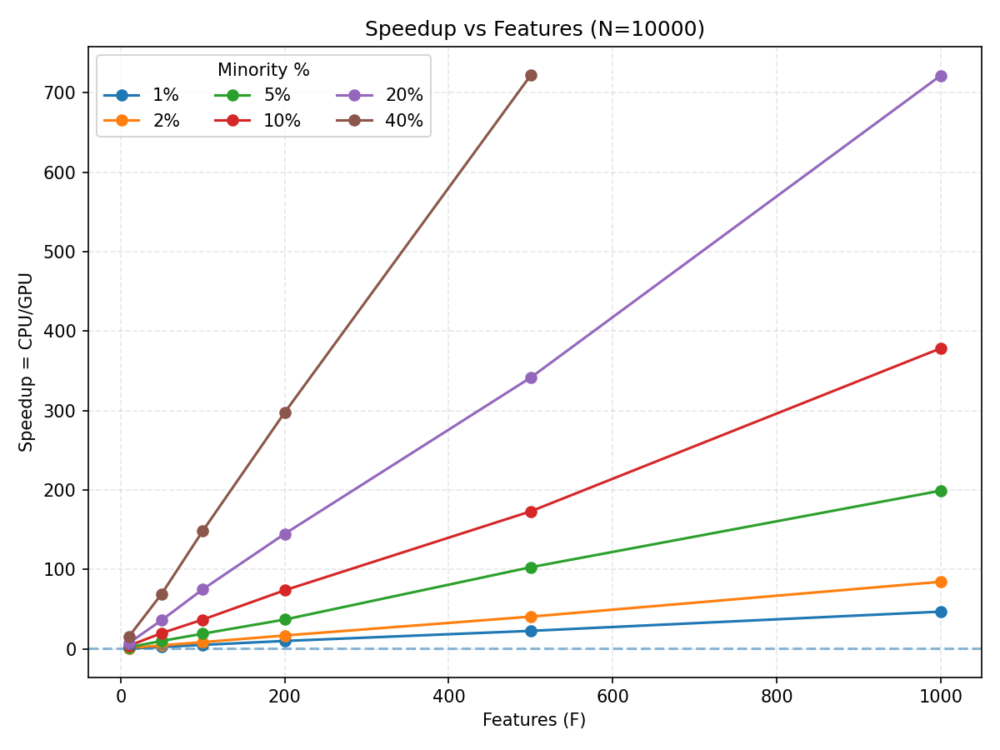 Speedup vs Features (N=10000)
Minority %
1% 5% 20%
2% 10% 40%
Speedup = CPU/GPU
700
600
500
400
300
200
100
0
0 200 400 600 800 1000
Features (F)